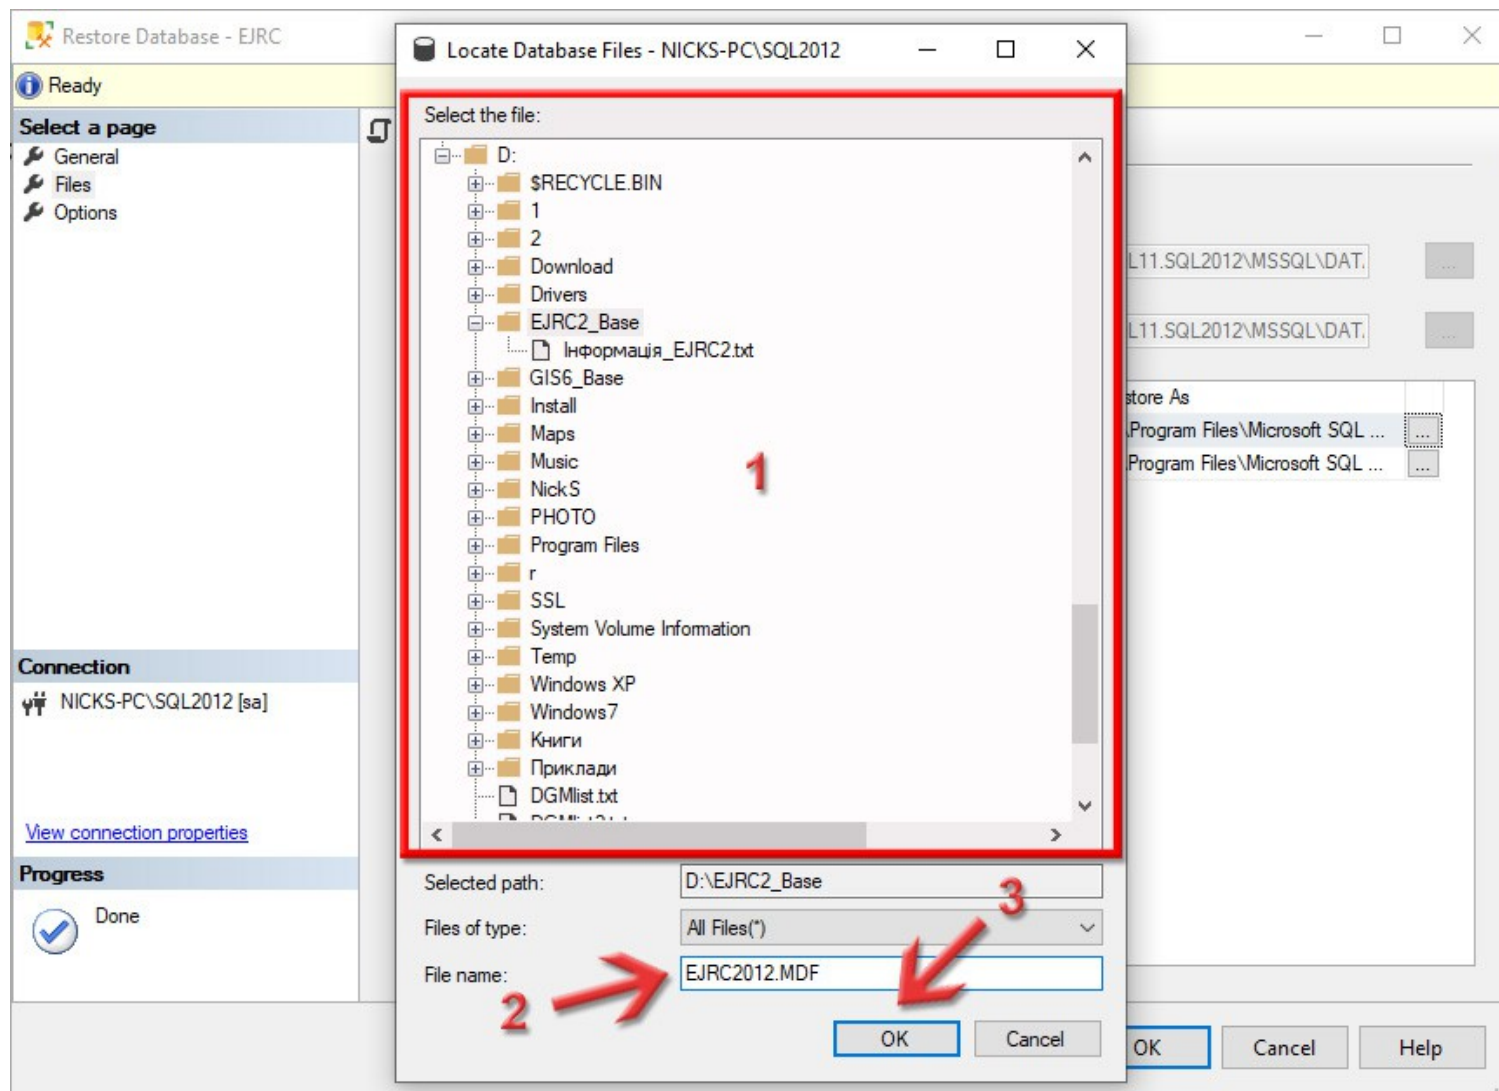 Restore Database - EJRC
Ready
Select a page
General
Files
Options
Connection
NICKS-PC\SQL2012 [sa]
View connection properties
Progress
Done
Locate Database Files - NICKS-PC\SQL2012
Select the file:
D:
$RECYCLE.BIN
1
2
Download
Drivers
EJRC2_Base
Інформація_EJRC2.txt
GIS6_Base
Install
Maps
Music
NickS
PHOTO
Program Files
r
SSL
System Volume Information
Temp
Windows XP
Windows7
Книги
Приклади
DGMlist.txt
1
Selected path:
D:\EJRC2_Base
3
Files of type:
All Files(*)
File name:
EJRC2012.MDF
2
OK
Cancel
L11.SQL2012\MSSQL\DAT.
...
L11.SQL2012\MSSQL\DAT.
...
store As
\Program Files\Microsoft SQL ...
...
\Program Files\Microsoft SQL ...
...
OK
Cancel
Help